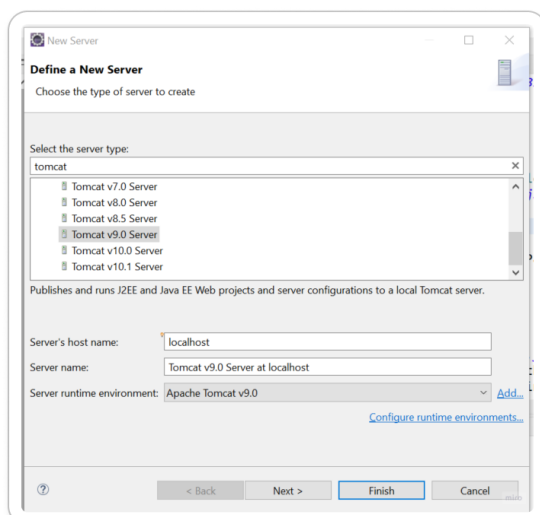 New Server
Define a New Server
Choose the type of server to create
Select the server type:
tomcat
Tomcat v7.0 Server
Tomcat v8.0 Server
Tomcat v8.5 Server
Tomcat v9.0 Server
Tomcat v10.0 Server
Tomcat v10.1 Server
Publishes and runs J2EE and Java EE Web projects and server configurations to a local Tomcat server.
Server's host name: localhost
Server name: Tomcat v9.0 Server at localhost
Server runtime environment: Apache Tomcat v9.0 Add...
Configure runtime environments...
< Back Next > Finish Cancel